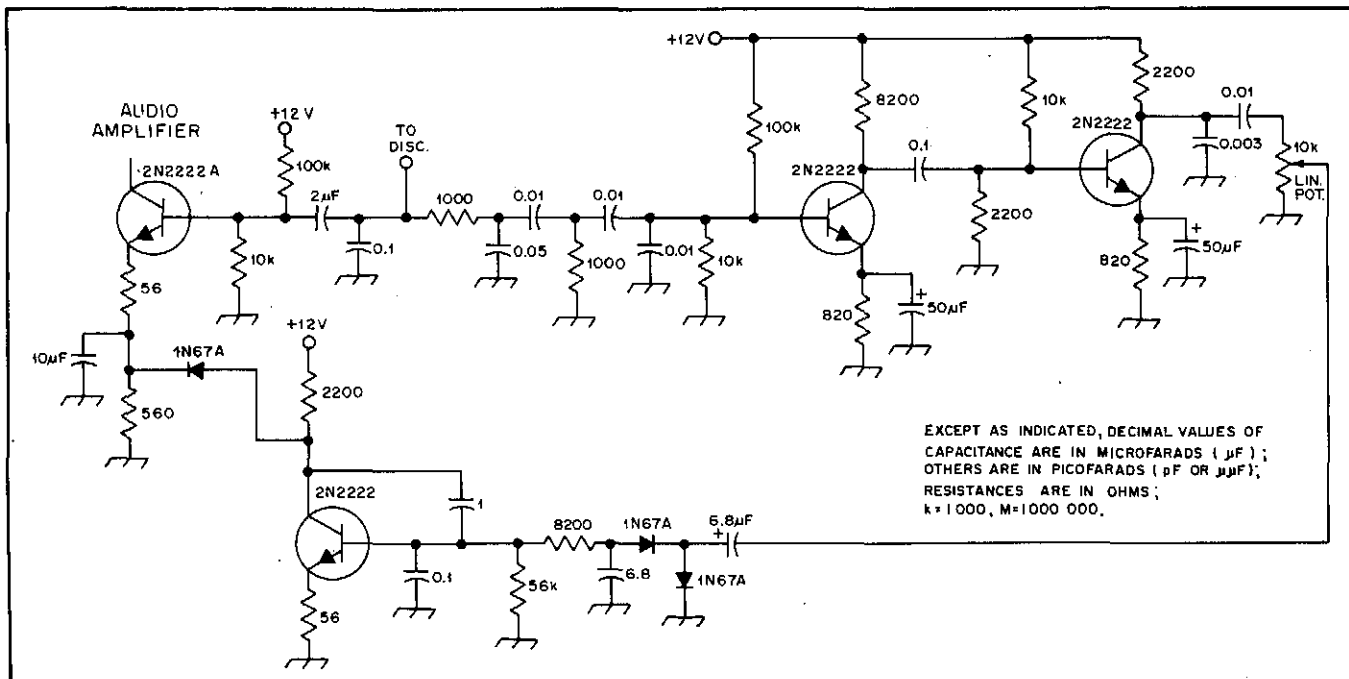 +12V
AUDIO
AMPLIFIER
+12 V
TO
DISC.
2N2222A
100k
2µF
1000
0.01
0.01
100k
8200
10k
2200
2N2222
2N2222
0.1
0.01
0.003
10k
LIN.
POT.
10k
0.1
0.05
1000
0.01
10k
2200
50µF
820
50µF
820
56
10µF
560
1N67A
+12V
2200
2N2222
1
8200
1N67A
6.8µF
0.1
56k
6.8
1N67A
56
EXCEPT AS INDICATED, DECIMAL VALUES OF
CAPACITANCE ARE IN MICROFARADS ( µF ) ;
OTHERS ARE IN PICOFARADS ( pF OR µµF);
RESISTANCES ARE IN OHMS ;
k=1000, M=1000 000.